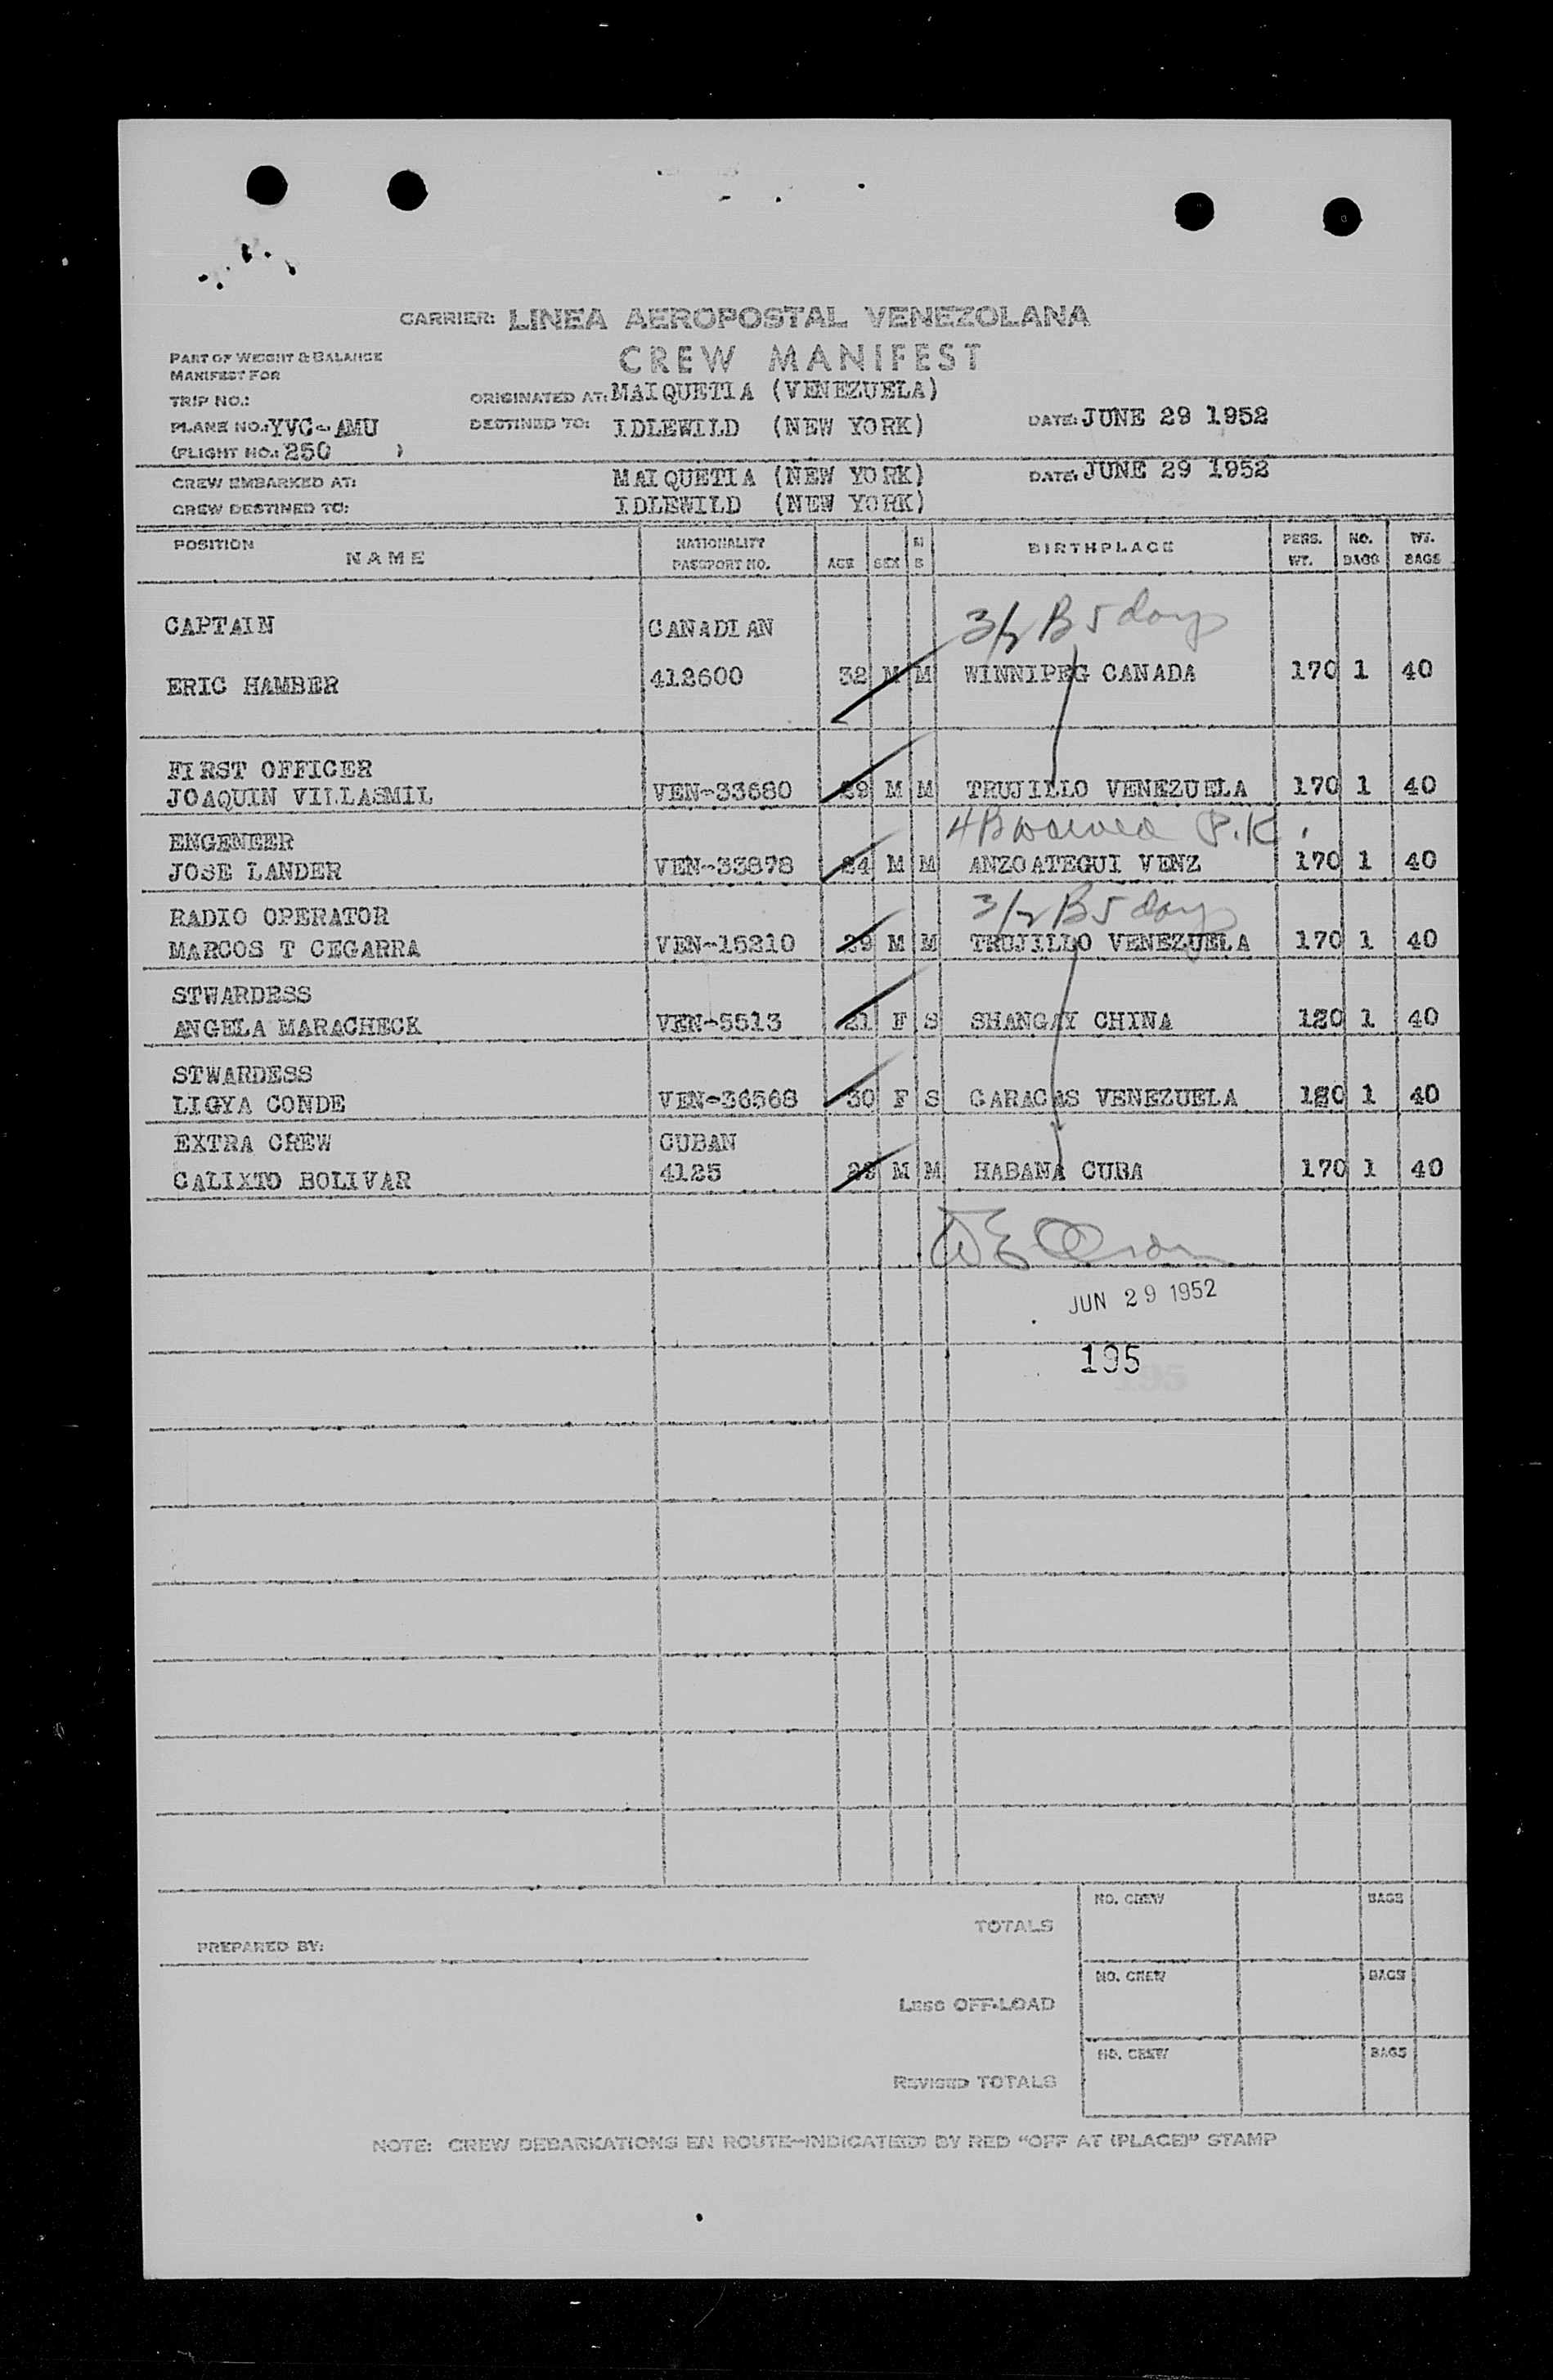 CARRIER: LINEA AEROPOSTAL VENEZOLANA
CREW MANIFEST
PART OF WEIGHT & BALANCE
MANIFEST FOR
TRIP NO.:
ORIGINATED AT: MAIQUETIA (VENEZUELA)
PLANE NO.: YVC-AMU DESTINED TO: IDLEWILD (NEW YORK) DATE: JUNE 29 1952
(FLIGHT NO.: 250 )
CREW EMBARKED AT: MAIQUETIA (NEW YORK) DATE: JUNE 29 1952
CREW DESTINED TO: IDLEWILD (NEW YORK)
POSITION NAME NATIONALITY PASSPORT NO. AGE SEX M S BIRTHPLACE PERS. WT. NO. BAGS WT. BAGS
3/2 B 5 days
CAPTAIN CANADIAN
ERIC HAMBER 412600 32 M M WINNIPEG CANADA 170 1 40
FIRST OFFICER
JOAQUIN VILLASMIL VEN-33680 29 M M TRUJILLO VENEZUELA 170 1 40
4B waived P.K.
ENGENEER
JOSE LANDER VEN-33878 24 M M ANZOATEGUI VENZ 170 1 40
3/2 B 5 days
RADIO OPERATOR
MARCOS T CEGARRA VEN-15210 29 M M TRUJILLO VENEZUELA 170 1 40
STWARDESS
ANGELA MARACHECK VEN-5513 21 F S SHANGAY CHINA 120 1 40
STWARDESS
LIGYA CONDE VEN-36568 30 F S CARACAS VENEZUELA 120 1 40
EXTRA CREW CUBAN
CALIXTO BOLIVAR 4125 M M HABANA CUBA 170 1 40
JUN 29 1952
195
NO. CREW BAGS
TOTALS
PREPARED BY:
NO. CREW BAGS
LESS OFF-LOAD
NO. CREW BAGS
REVISED TOTALS
NOTE: CREW DEBARKATIONS EN ROUTE-INDICATED BY RED "OFF AT (PLACE)" STAMP